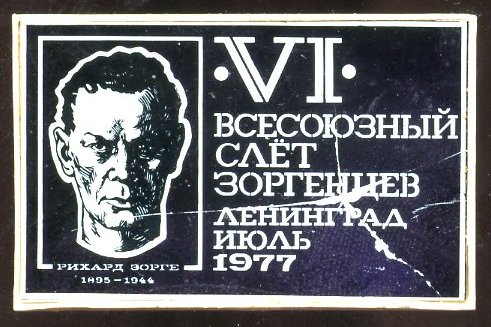 ·VI·
ВСЕСОЮЗНЫЙ
СЛЁТ
ЗОРГЕНЦЕВ
ЛЕНИНГРАД
ИЮЛЬ
1977
РИХАРД ЗОРГЕ
1895-1944